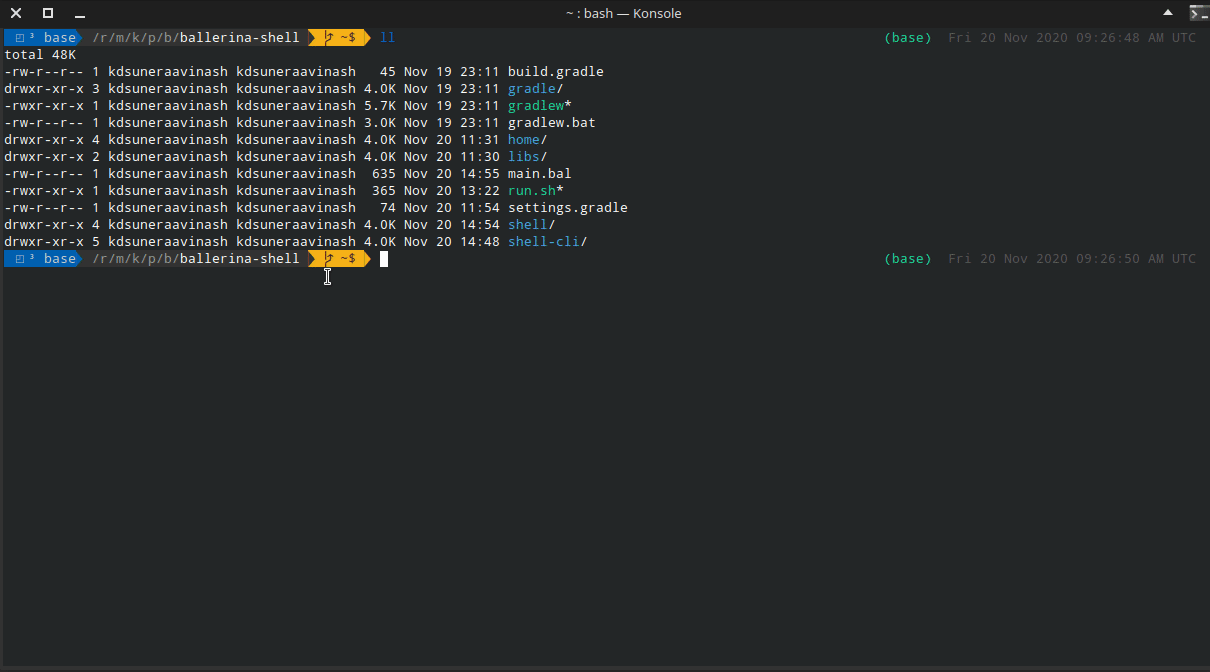 ~ : bash — Konsole
³ base /r/m/k/p/b/ballerina-shell ~$ ll (base) Fri 20 Nov 2020 09:26:48 AM UTC
total 48K
-rw-r--r-- 1 kdsuneraavinash kdsuneraavinash 45 Nov 19 23:11 build.gradle
drwxr-xr-x 3 kdsuneraavinash kdsuneraavinash 4.0K Nov 19 23:11 gradle/
-rwxr-xr-x 1 kdsuneraavinash kdsuneraavinash 5.7K Nov 19 23:11 gradlew*
-rw-r--r-- 1 kdsuneraavinash kdsuneraavinash 3.0K Nov 19 23:11 gradlew.bat
drwxr-xr-x 4 kdsuneraavinash kdsuneraavinash 4.0K Nov 20 11:31 home/
drwxr-xr-x 2 kdsuneraavinash kdsuneraavinash 4.0K Nov 20 11:30 libs/
-rw-r--r-- 1 kdsuneraavinash kdsuneraavinash 635 Nov 20 14:55 main.bal
-rwxr-xr-x 1 kdsuneraavinash kdsuneraavinash 365 Nov 20 13:22 run.sh*
-rw-r--r-- 1 kdsuneraavinash kdsuneraavinash 74 Nov 20 11:54 settings.gradle
drwxr-xr-x 4 kdsuneraavinash kdsuneraavinash 4.0K Nov 20 14:54 shell/
drwxr-xr-x 5 kdsuneraavinash kdsuneraavinash 4.0K Nov 20 14:48 shell-cli/
³ base /r/m/k/p/b/ballerina-shell ~$ (base) Fri 20 Nov 2020 09:26:50 AM UTC